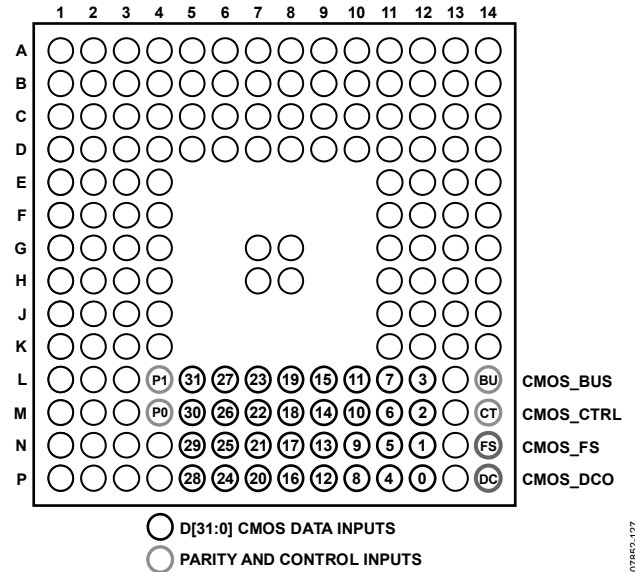 1 2 3 4 5 6 7 8 9 10 11 12 13 14
A
B
C
D
E
F
G
H
J
K
L P1 31 27 23 19 15 11 7 3 BU CMOS_BUS
M P0 30 26 22 18 14 10 6 2 CT CMOS_CTRL
N 29 25 21 17 13 9 5 1 FS CMOS_FS
P 28 24 20 16 12 8 4 0 DC CMOS_DCO
D[31:0] CMOS DATA INPUTS
PARITY AND CONTROL INPUTS
07852-127